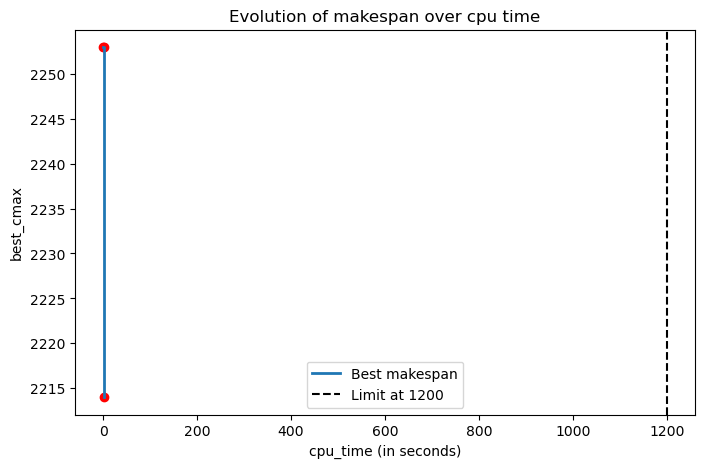 Evolution of makespan over cpu time
best_cmax
2250
2245
2240
2235
2230
2225
2220
2215
Best makespan
Limit at 1200
0 200 400 600 800 1000 1200
cpu_time (in seconds)